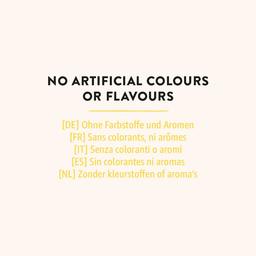 NO ARTIFICIAL COLOURS
OR FLAVOURS
[DE] Ohne Farbstoffe und Aromen
[FR] Sans colorants, ni arômes
[IT] Senza coloranti o aromi
[ES] Sin colorantes ni aromas
[NL] Zonder kleurstoffen of aroma's